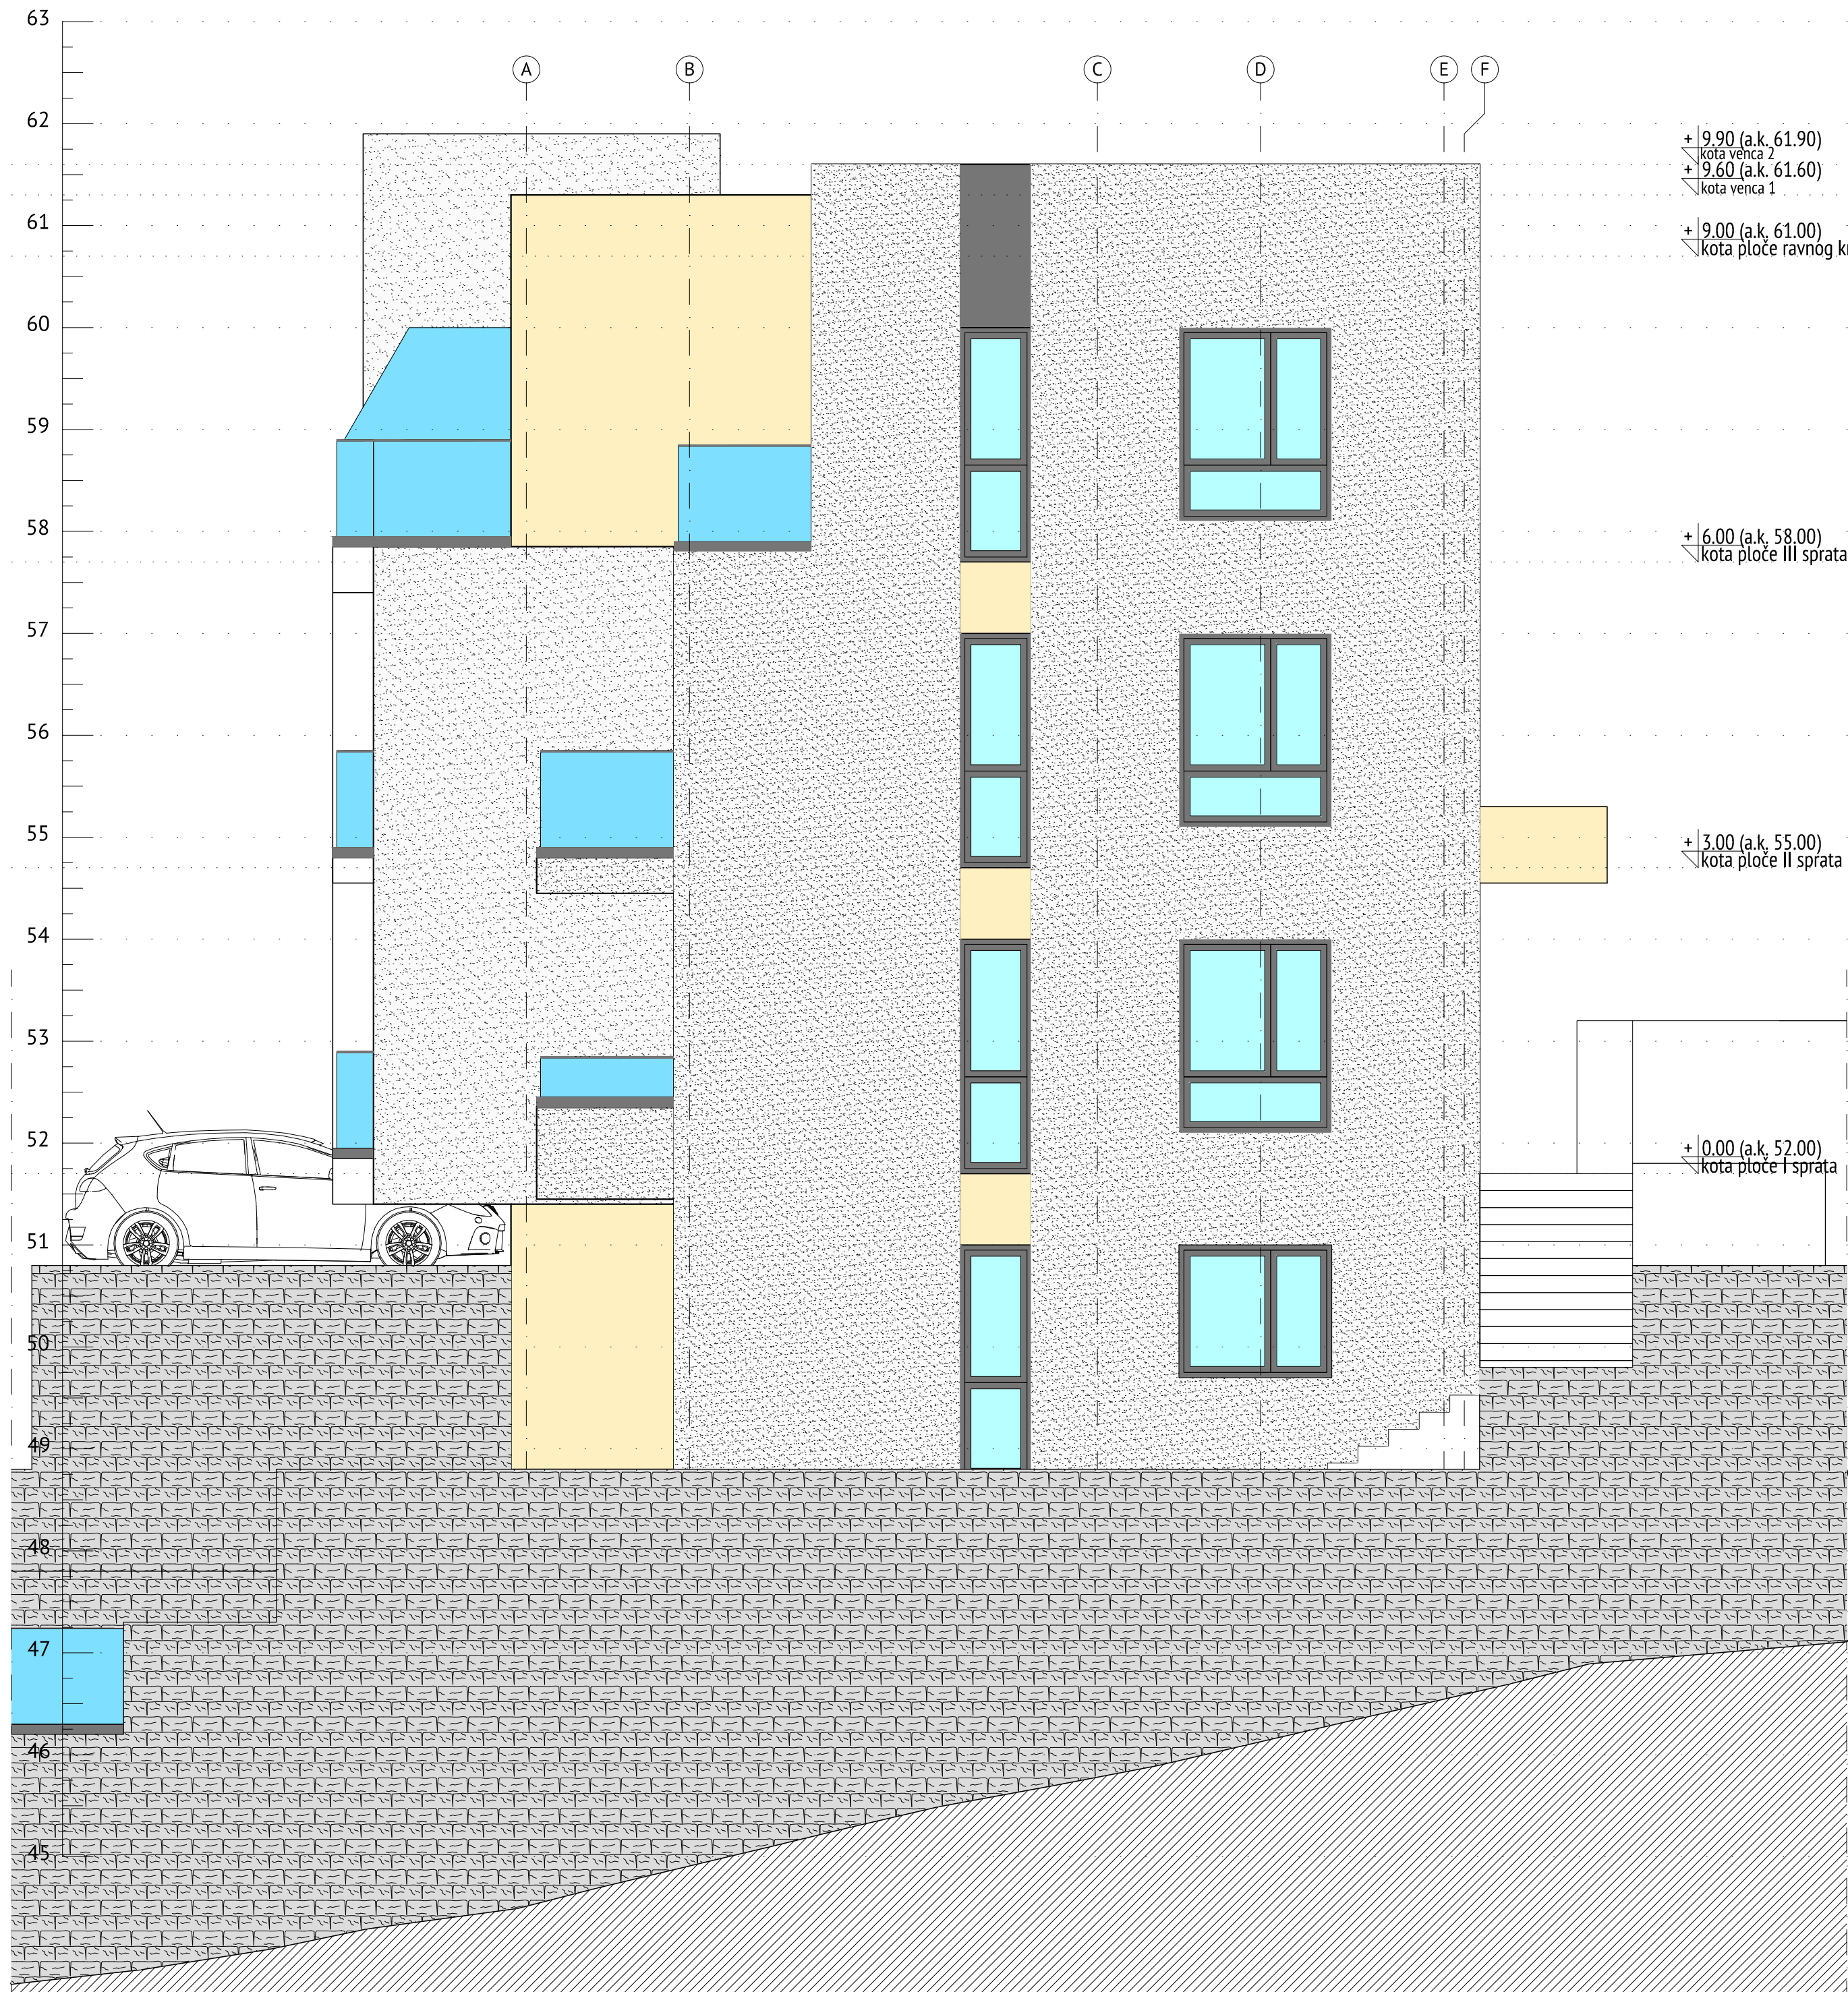 63
A B C D E F
62
+ 9.90 (a.k. 61.90)
kota venca 2
+ 9.60 (a.k. 61.60)
kota venca 1
61
+ 9.00 (a.k. 61.00)
kota ploče ravnog
60
59
58
+ 6.00 (a.k. 58.00)
kota ploče III sprata
57
56
55
+ 3.00 (a.k. 55.00)
kota ploče II sprata
54
53
52
+ 0.00 (a.k. 52.00)
kota ploče I sprata
51
50
49
48
47
46
45